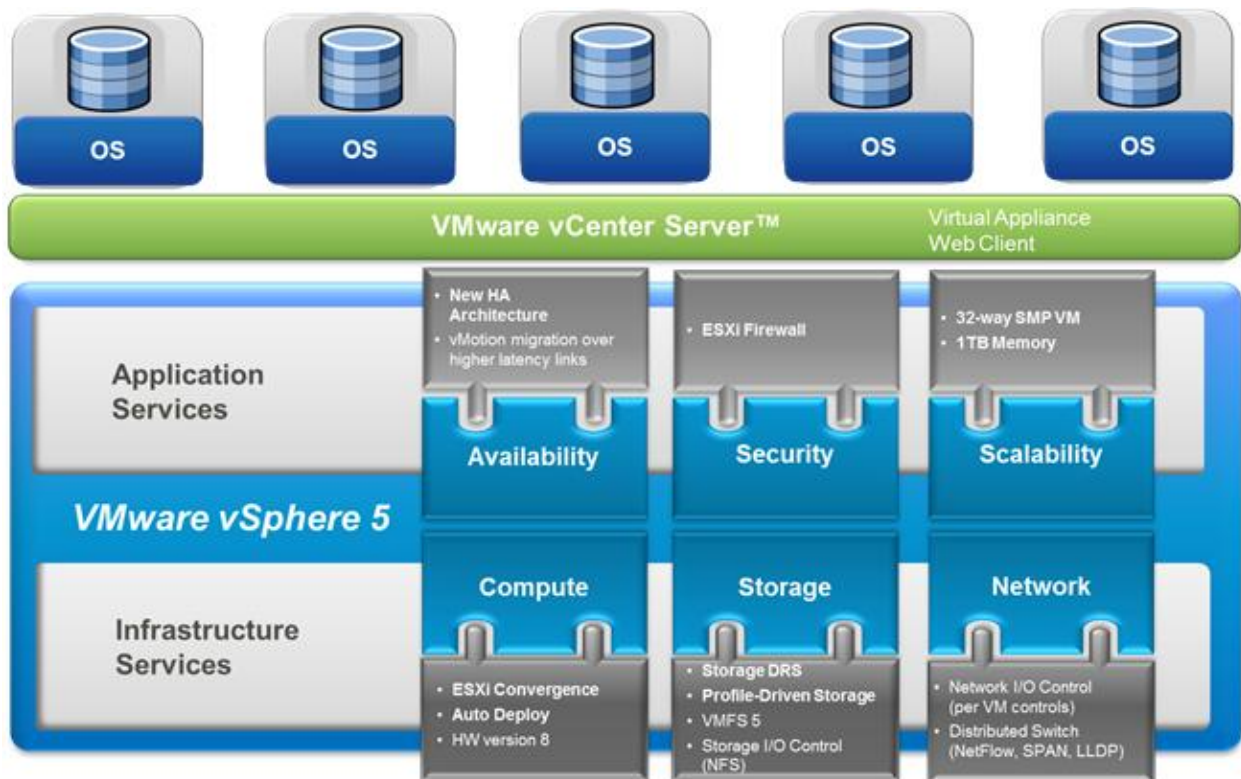 OS
OS
OS
OS
OS
VMware vCenter Server™
Virtual Appliance
Web Client
Application
Services
• New HA
Architecture
• vMotion migration over
higher latency links
Availability
• ESXi Firewall
Security
• 32-way SMP VM
• 1TB Memory
Scalability
VMware vSphere 5
Infrastructure
Services
Compute
• ESXi Convergence
• Auto Deploy
• HW version 8
Storage
• Storage DRS
• Profile-Driven Storage
• VMFS 5
• Storage I/O Control
(NFS)
Network
• Network I/O Control
(per VM controls)
• Distributed Switch
(NetFlow, SPAN, LLDP)